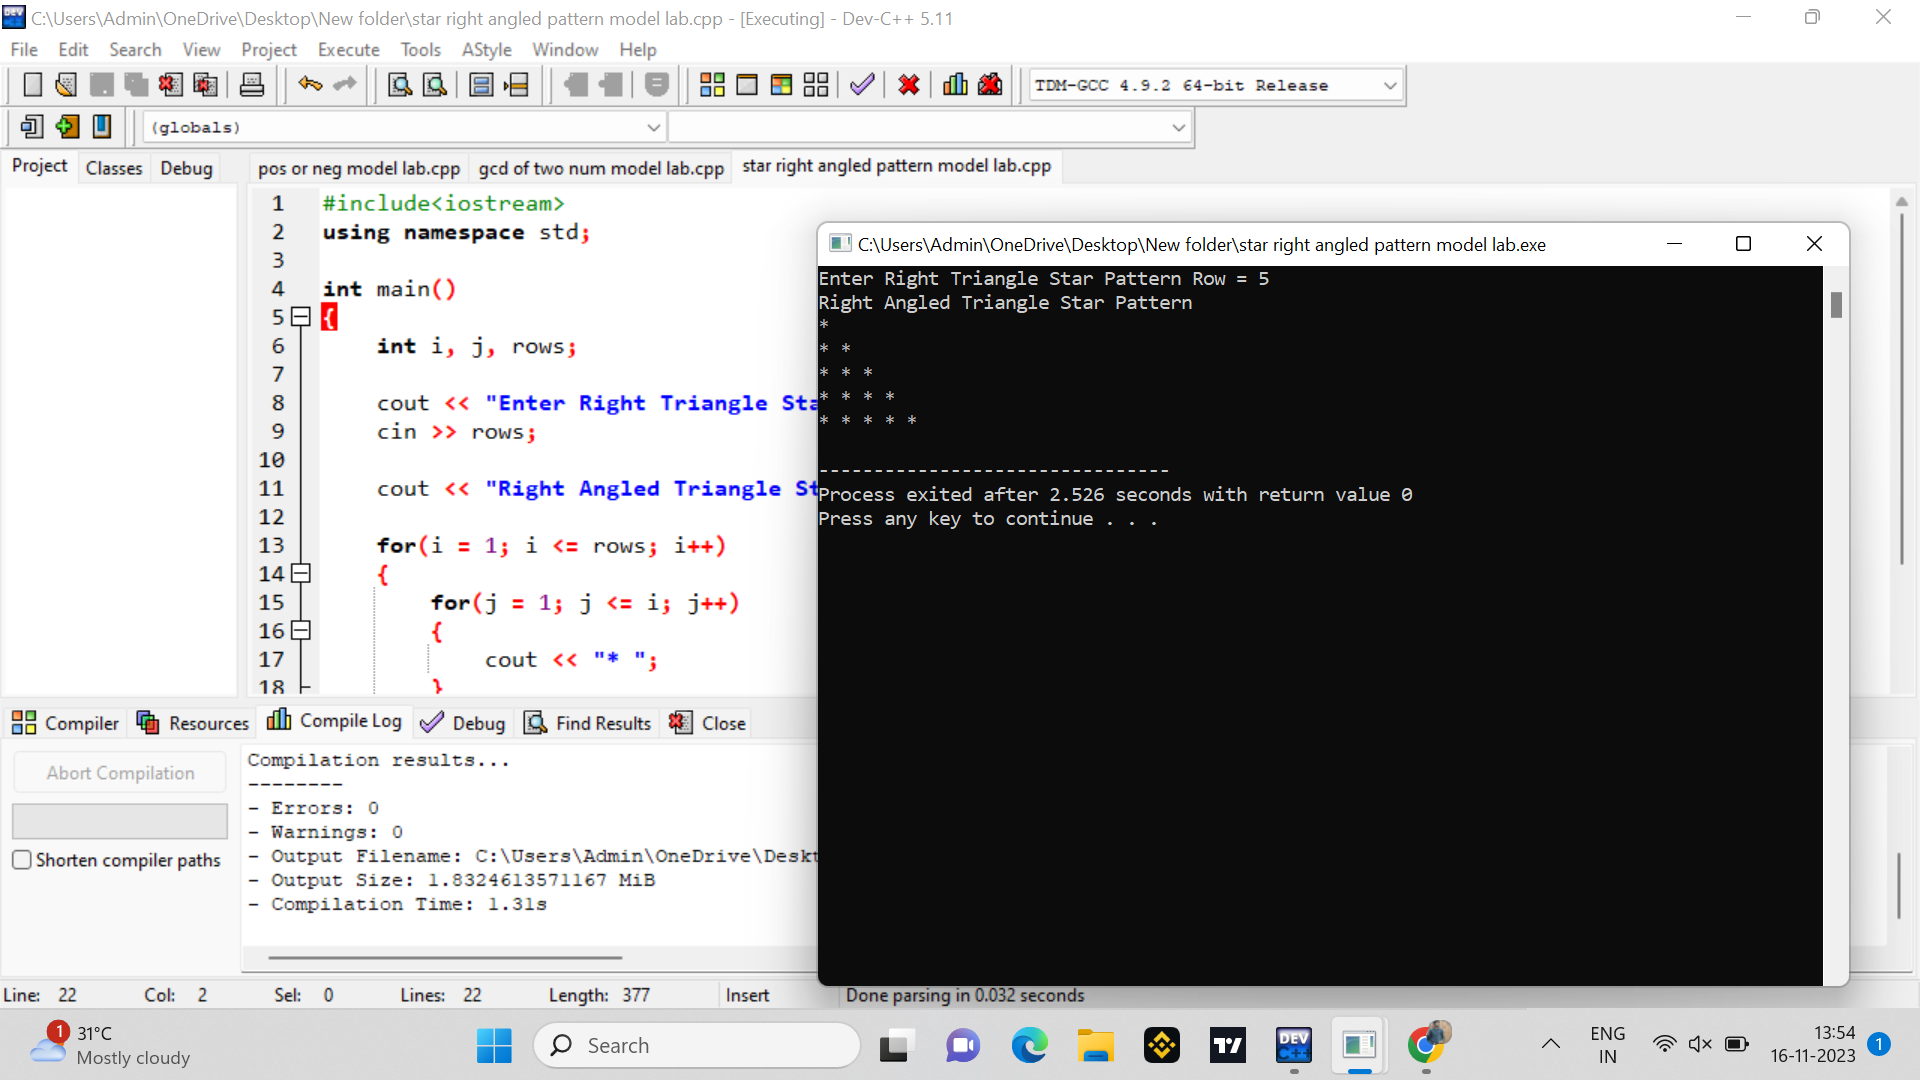 C:\Users\Admin\OneDrive\Desktop\New folder\star right angled pattern model lab.cpp - [Executing] - Dev-C++ 5.11
File Edit Search View Project Execute Tools AStyle Window Help
TDM-GCC 4.9.2 64-bit Release
(globals)
Project Classes Debug
pos or neg model lab.cpp gcd of two num model lab.cpp star right angled pattern model lab.cpp
1 #include<iostream>
2 using namespace std;
3
4 int main()
5 {
6 int i, j, rows;
7
8 cout << "Enter Right Triangle Sta
9 cin >> rows;
10
11 cout << "Right Angled Triangle St
12
13 for(i = 1; i <= rows; i++)
14 {
15 for(j = 1; j <= i; j++)
16 {
17 cout << "* ";
18 }
C:\Users\Admin\OneDrive\Desktop\New folder\star right angled pattern model lab.exe
Enter Right Triangle Star Pattern Row = 5
Right Angled Triangle Star Pattern
*
* *
* * *
* * * *
* * * * *
--------------------------------
Process exited after 2.526 seconds with return value 0
Press any key to continue . . .
Compiler Resources Compile Log Debug Find Results Close
Abort Compilation
Shorten compiler paths
Compilation results...
--------
- Errors: 0
- Warnings: 0
- Output Filename: C:\Users\Admin\OneDrive\Deskt
- Output Size: 1.8324613571167 MiB
- Compilation Time: 1.31s
Line: 22 Col: 2 Sel: 0 Lines: 22 Length: 377 Insert Done parsing in 0.032 seconds
1
31°C
Mostly cloudy
Search
DEV
C++
ENG
IN
13:54
16-11-2023
1